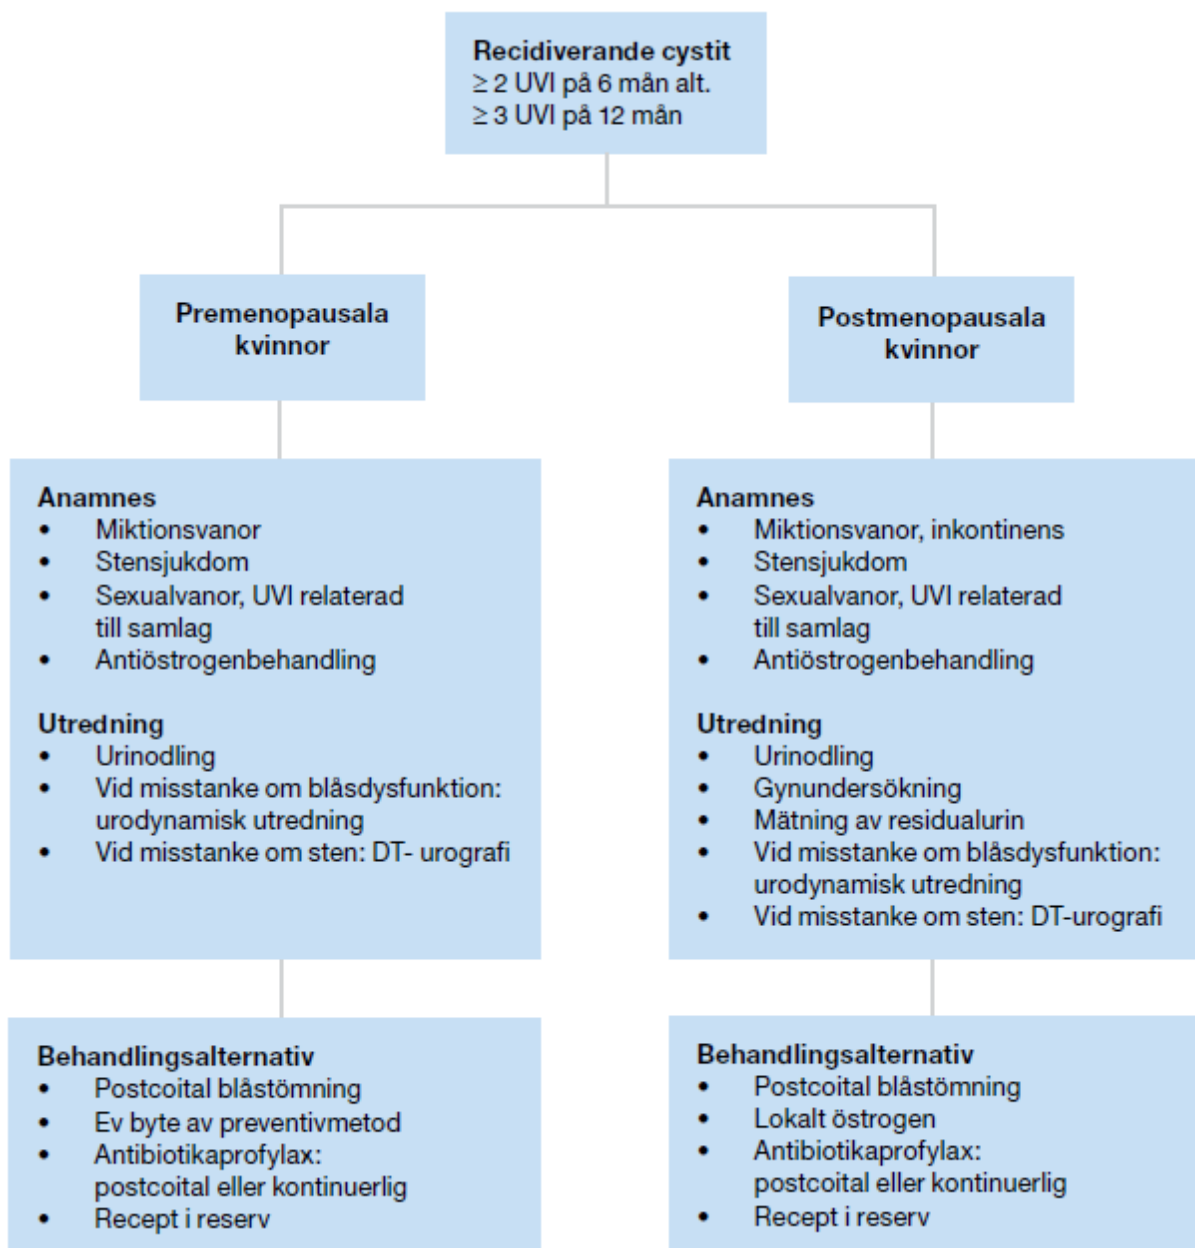 Recidiverande cystit
≥ 2 UVI på 6 mån alt.
≥ 3 UVI på 12 mån
Premenopausala
kvinnor
Postmenopausala
kvinnor
Anamnes
• Miktionsvanor
• Stensjukdom
• Sexualvanor, UVI relaterad
till samlag
• Antiöstrogenbehandling
Utredning
• Urinodling
• Vid misstanke om blåsdysfunktion:
urodynamisk utredning
• Vid misstanke om sten: DT- urografi
Anamnes
• Miktionsvanor, inkontinens
• Stensjukdom
• Sexualvanor, UVI relaterad
till samlag
• Antiöstrogenbehandling
Utredning
• Urinodling
• Gynundersökning
• Mätning av residualurin
• Vid misstanke om blåsdysfunktion:
urodynamisk utredning
• Vid misstanke om sten: DT-urografi
Behandlingsalternativ
• Postcoital blåstömning
• Ev byte av preventivmetod
• Antibiotikaprofylax:
postcoital eller kontinuerlig
• Recept i reserv
Behandlingsalternativ
• Postcoital blåstömning
• Lokalt östrogen
• Antibiotikaprofylax:
postcoital eller kontinuerlig
• Recept i reserv